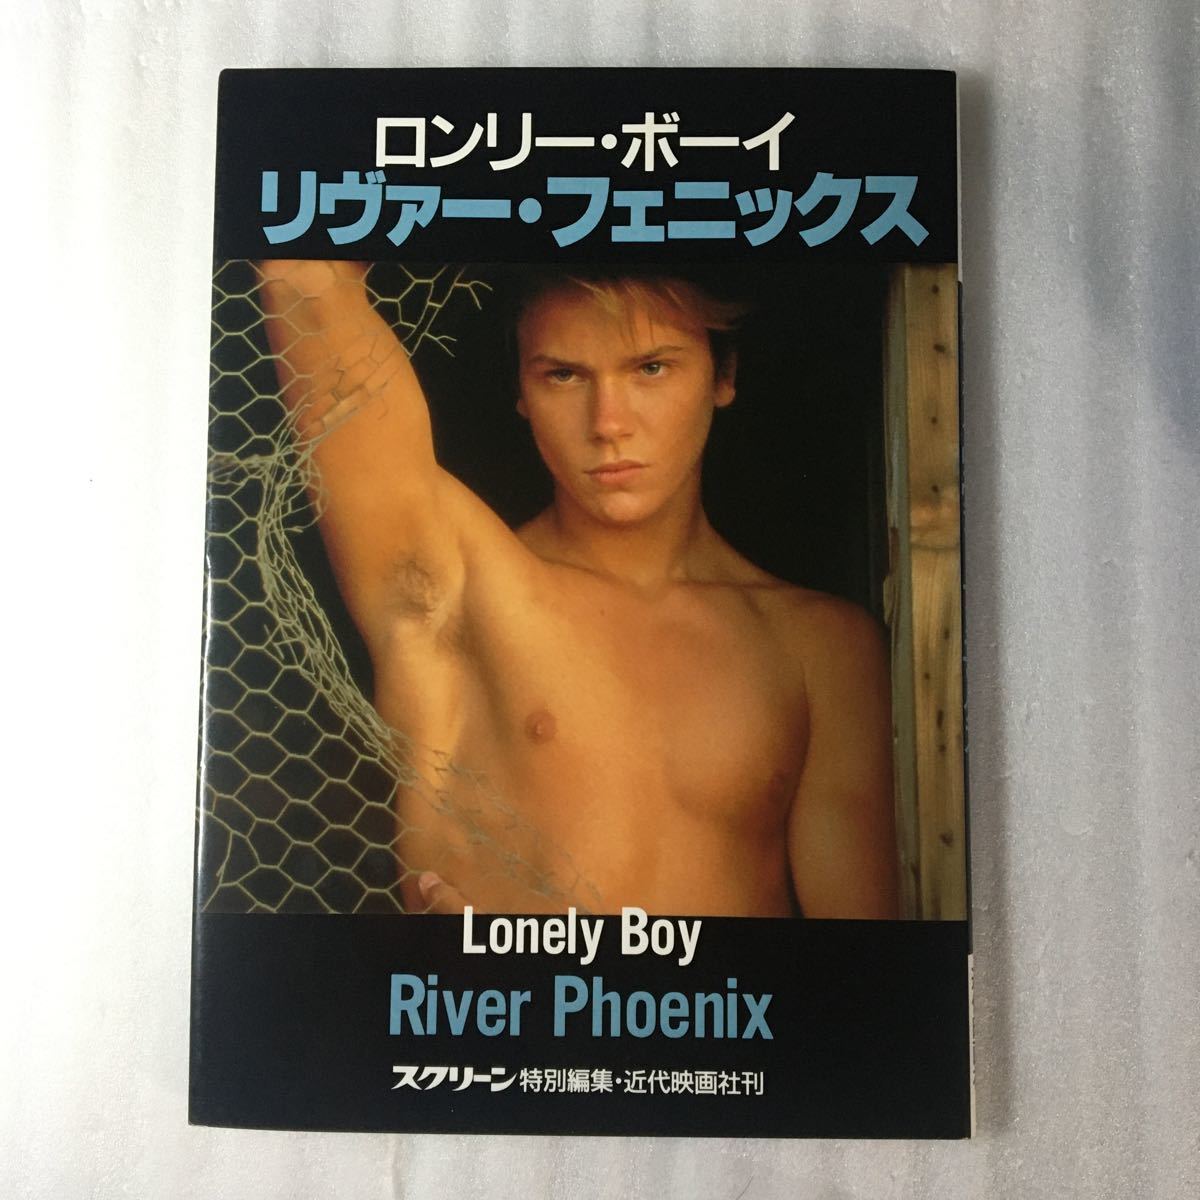 ロンリー・ボーイ
リヴァー・フェニックス
Lonely Boy
River Phoenix
スクリーン特別編集・近代映画社刊